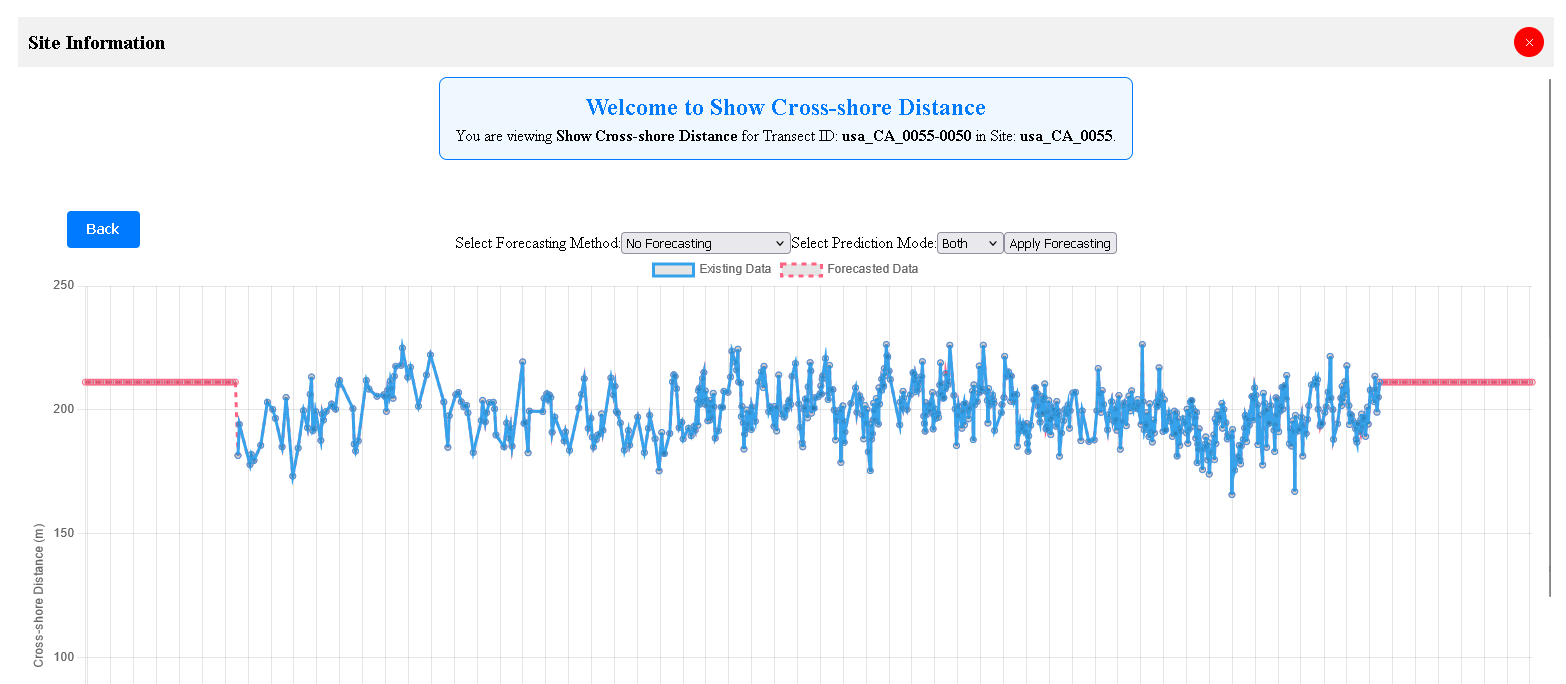 Site Information
×
Welcome to Show Cross-shore Distance
You are viewing Show Cross-shore Distance for Transect ID: usa_CA_0055-0050 in Site: usa_CA_0055.
Back
Select Forecasting Method: No Forecasting Select Prediction Mode: Both Apply Forecasting
Existing Data Forecasted Data
250
200
150
100
Cross-shore Distance (m)